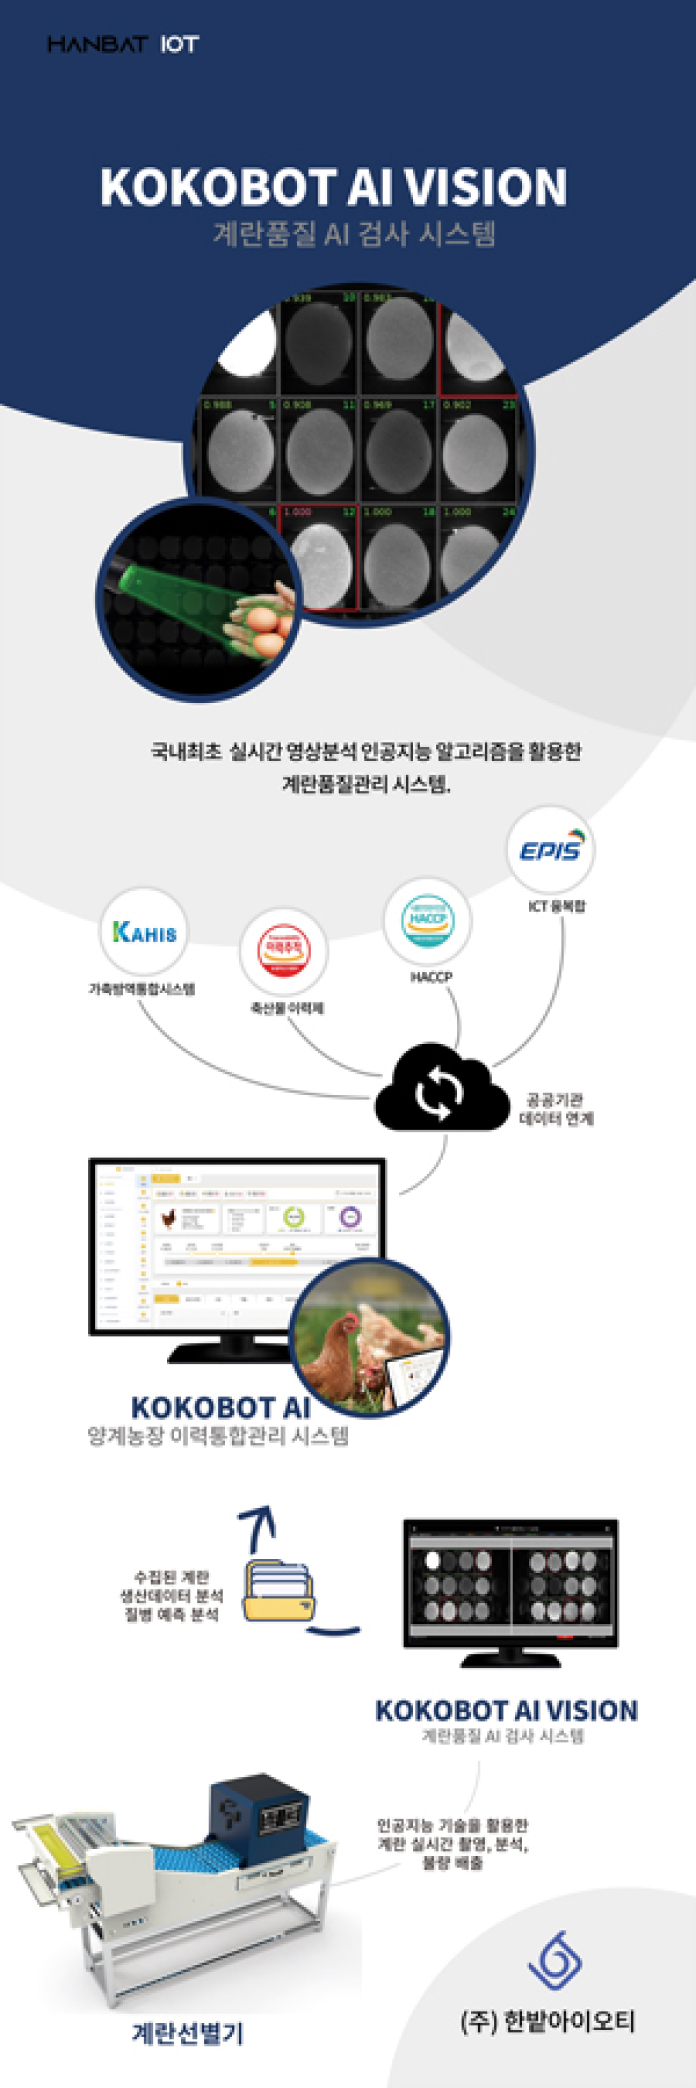 HANBAT IOT
KOKOBOT AI VISION
계란품질 AI 검사 시스템
0.939 10 0.983
0.988 5 0.908 11 0.969 17 0.902 23
6 1.000 12 1.000 18 1.000 24
국내최초 실시간 영상분석 인공지능 알고리즘을 활용한
계란품질관리 시스템.
EPIS
ICT 융복합
KAHIS
가축방역통합시스템
이력추적
축산물 이력제
HACCP
HACCP
공공기관
데이터 연계
KOKOBOT AI
양계농장 이력통합관리 시스템
수집된 계란
생산데이터 분석
질병 예측 분석
KOKOBOT AI VISION
계란품질 AI 검사 시스템
인공지능 기술을 활용한
계란 실시간 촬영, 분석,
불량 배출
계란선별기
(주) 한밭아이오티